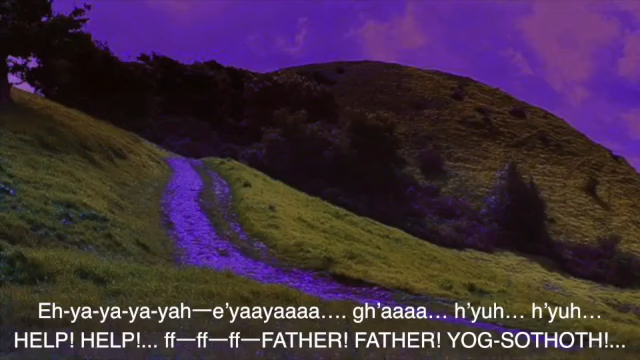 Eh-ya-ya-ya-yah—e’yaayaaaa…. gh’aaaa… h’yuh… h’yuh…
HELP! HELP!... ff—ff—ff—FATHER! FATHER! YOG-SOTHOTH!...